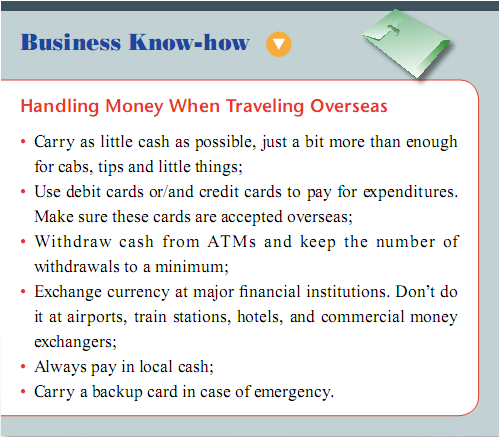 Business Know-how
Handling Money When Traveling Overseas
• Carry as little cash as possible, just a bit more than enough
for cabs, tips and little things;
• Use debit cards or/and credit cards to pay for expenditures.
Make sure these cards are accepted overseas;
• Withdraw cash from ATMs and keep the number of
withdrawals to a minimum;
• Exchange currency at major financial institutions. Don't do
it at airports, train stations, hotels, and commercial money
exchangers;
• Always pay in local cash;
• Carry a backup card in case of emergency.